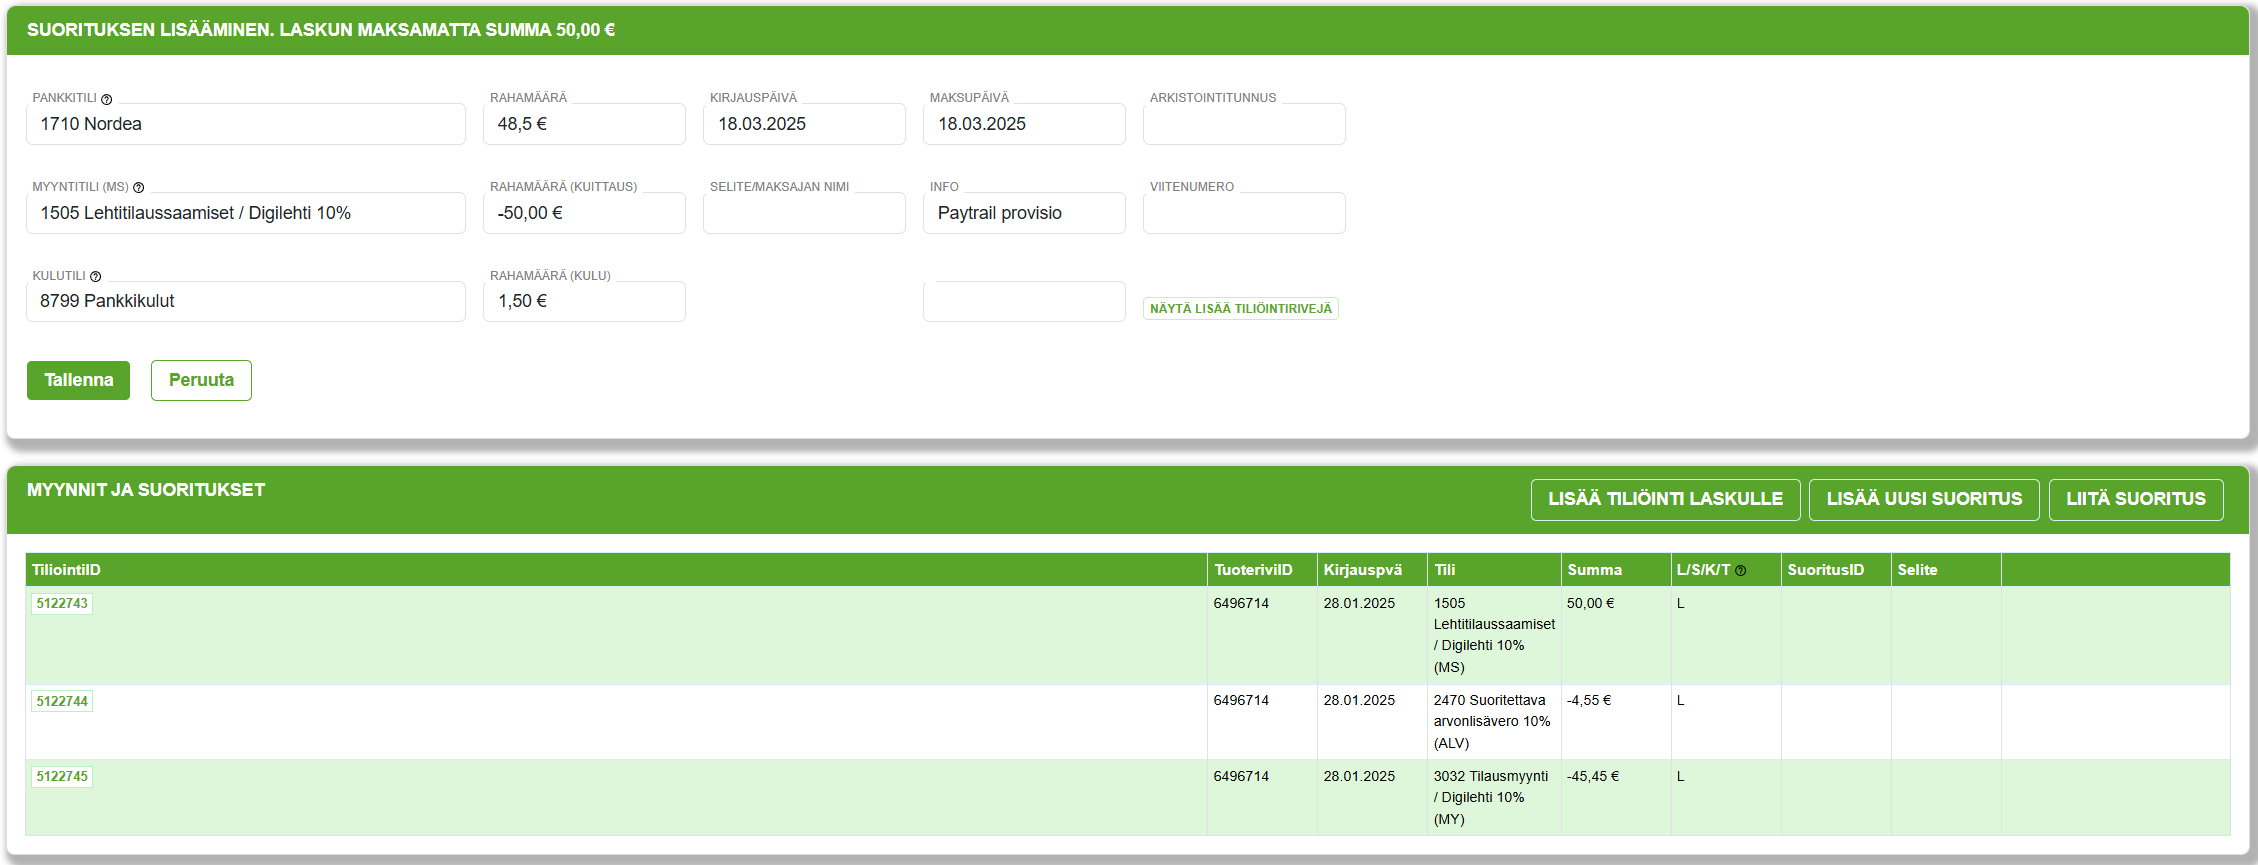 SUORITUKSEN LISÄÄMINEN. LASKUN MAKSAMATTA SUMMA 50,00 €
PANKKITILI
RAHAMÄÄRÄ
KIRJAUSPÄIVÄ
MAKSUPÄIVÄ
ARKISTOINTITUNNUS
1710 Nordea
48,5 €
18.03.2025
18.03.2025
MYYNTITILI (MS)
RAHAMÄÄRÄ (KUITTAUS)
SELITE/MAKSAJAN NIMI
INFO
VIITENUMERO
1505 Lehtitilaussaamiset / Digilehti 10%
-50,00 €
Paytrail provisio
KULUTILI
RAHAMÄÄRÄ (KULU)
8799 Pankkikulut
1,50 €
NÄYTÄ LISÄÄ TILIÖINTIRIVEJÄ
Tallenna
Peruuta
MYYNNIT JA SUORITUKSET
LISÄÄ TILIÖINTI LASKULLE
LISÄÄ UUSI SUORITUS
LIITÄ SUORITUS
TiliointiID
TuoteriviID
Kirjauspvä
Tili
Summa
L/S/K/T
SuoritusID
Selite
5122743
6496714
28.01.2025
1505
Lehtitilaussaamiset
/ Digilehti 10%
(MS)
50,00 €
L
5122744
6496714
28.01.2025
2470 Suoritettava
arvonlisävero 10%
(ALV)
-4,55 €
L
5122745
6496714
28.01.2025
3032 Tilausmyynti
/ Digilehti 10%
(MY)
-45,45 €
L